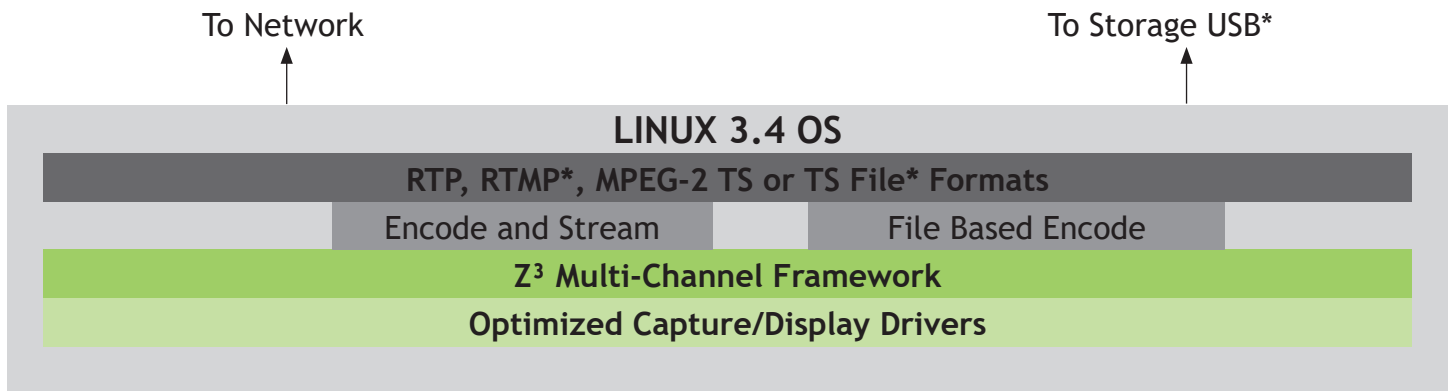 To Network
To Storage USB*
LINUX 3.4 OS
RTP, RTMP*, MPEG-2 TS or TS File* Formats
Encode and Stream
File Based Encode
Z³ Multi-Channel Framework
Optimized Capture/Display Drivers